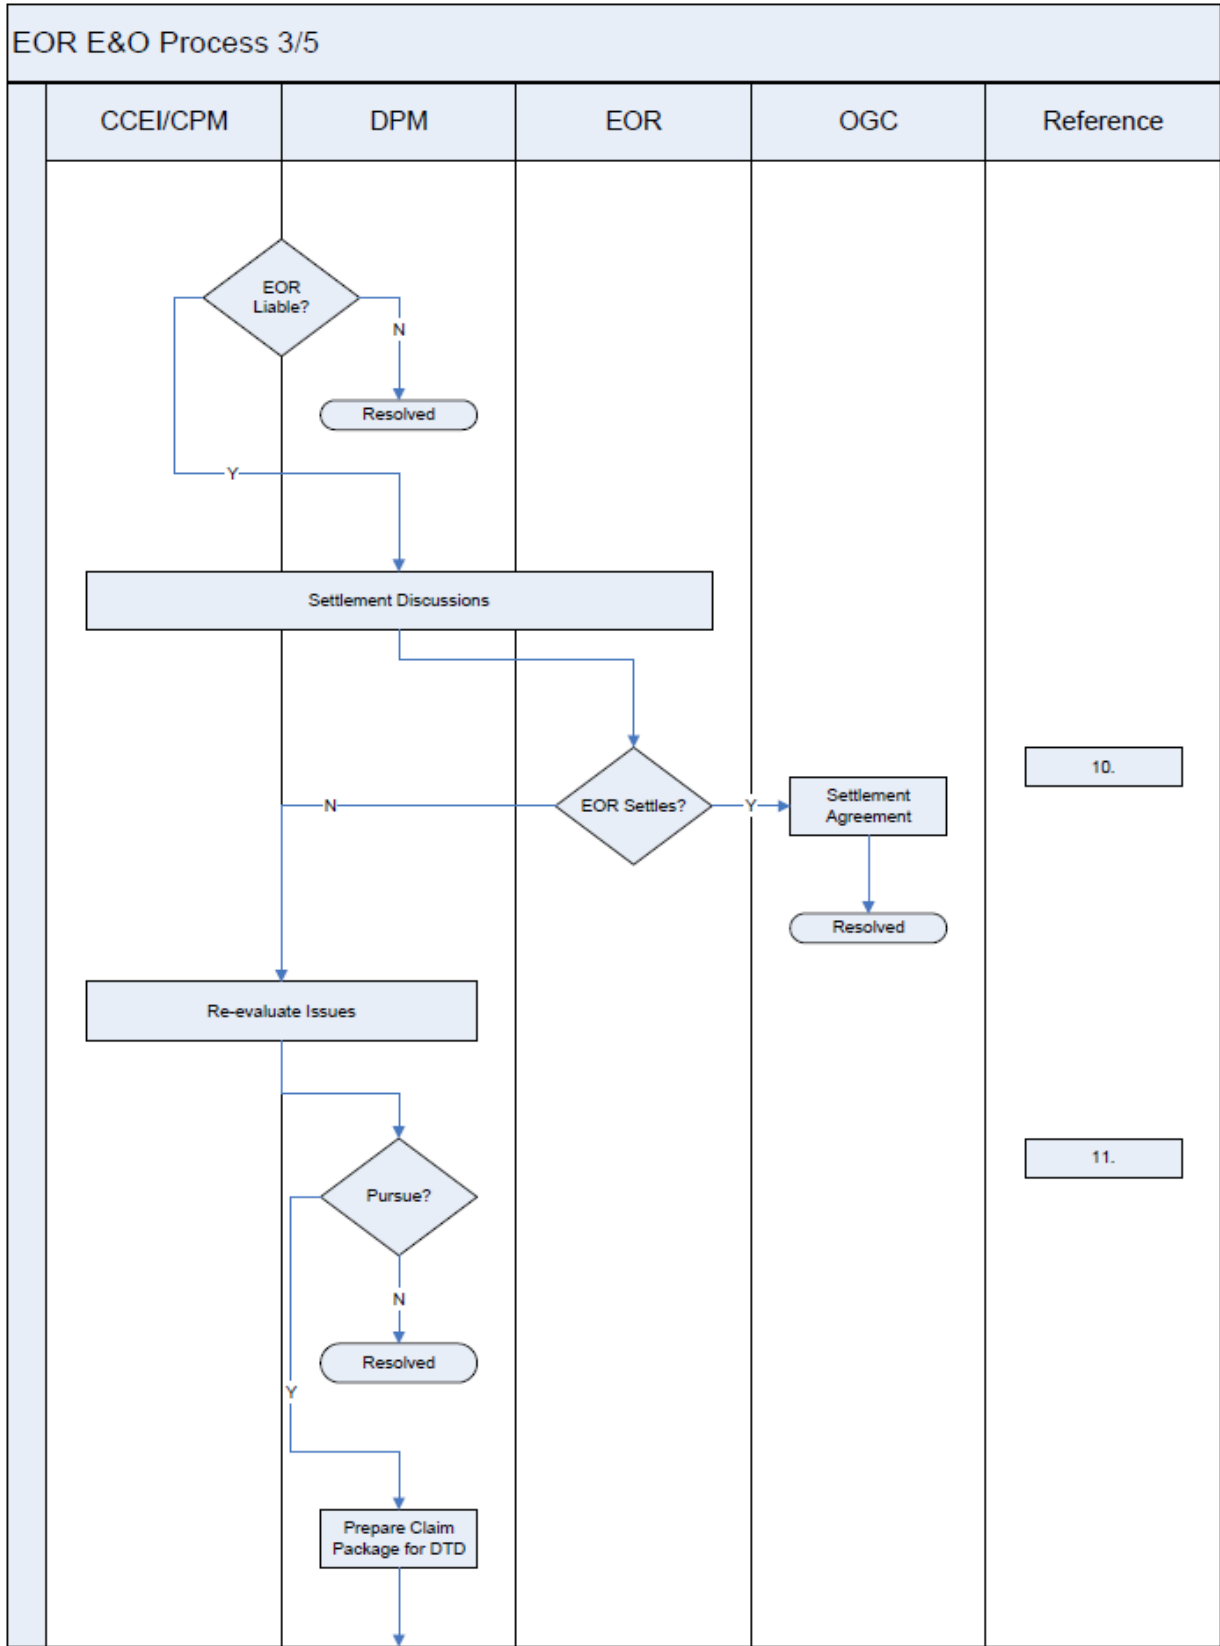 EOR E&O Process 3/5
CCEI/CPM
DPM
EOR
OGC
Reference
EOR
Liable?
N
Resolved
Y
Settlement Discussions
10.
N
EOR Settles?
Y
Settlement
Agreement
Resolved
Re-evaluate Issues
11.
Pursue?
N
Resolved
Y
Prepare Claim
Package for DTD